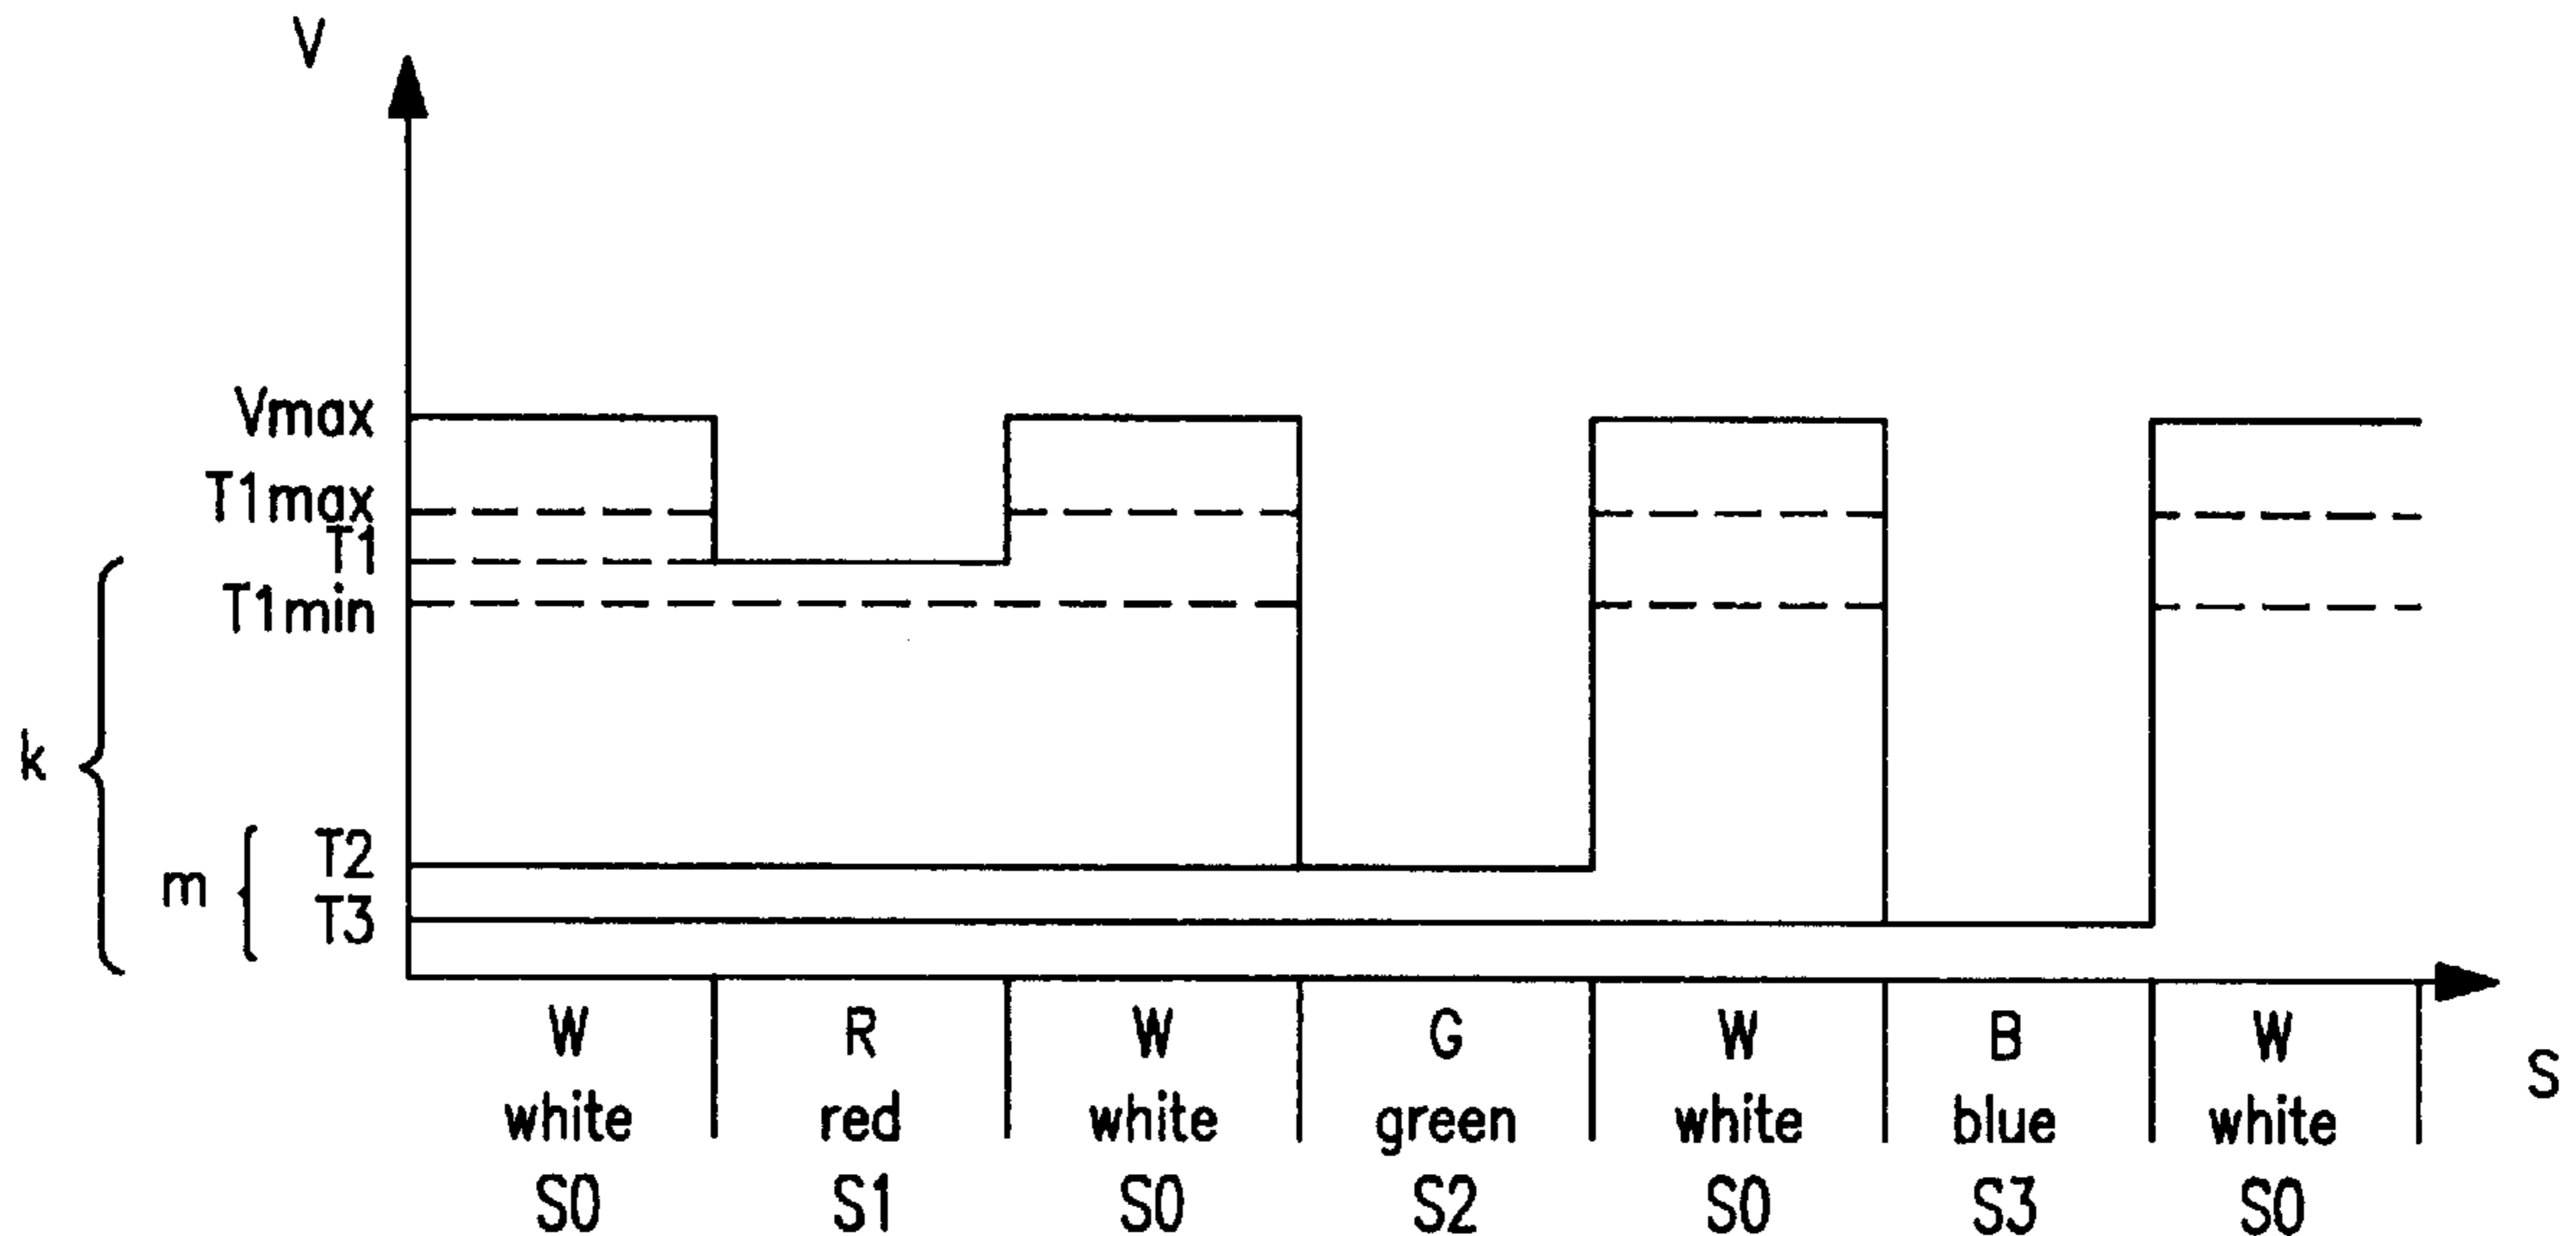 V
Vmax
T1max
T1
T1min
k
T2
m
T3
W R W G W B W
white red white green white blue white
S
S0 S1 S0 S2 S0 S3 S0